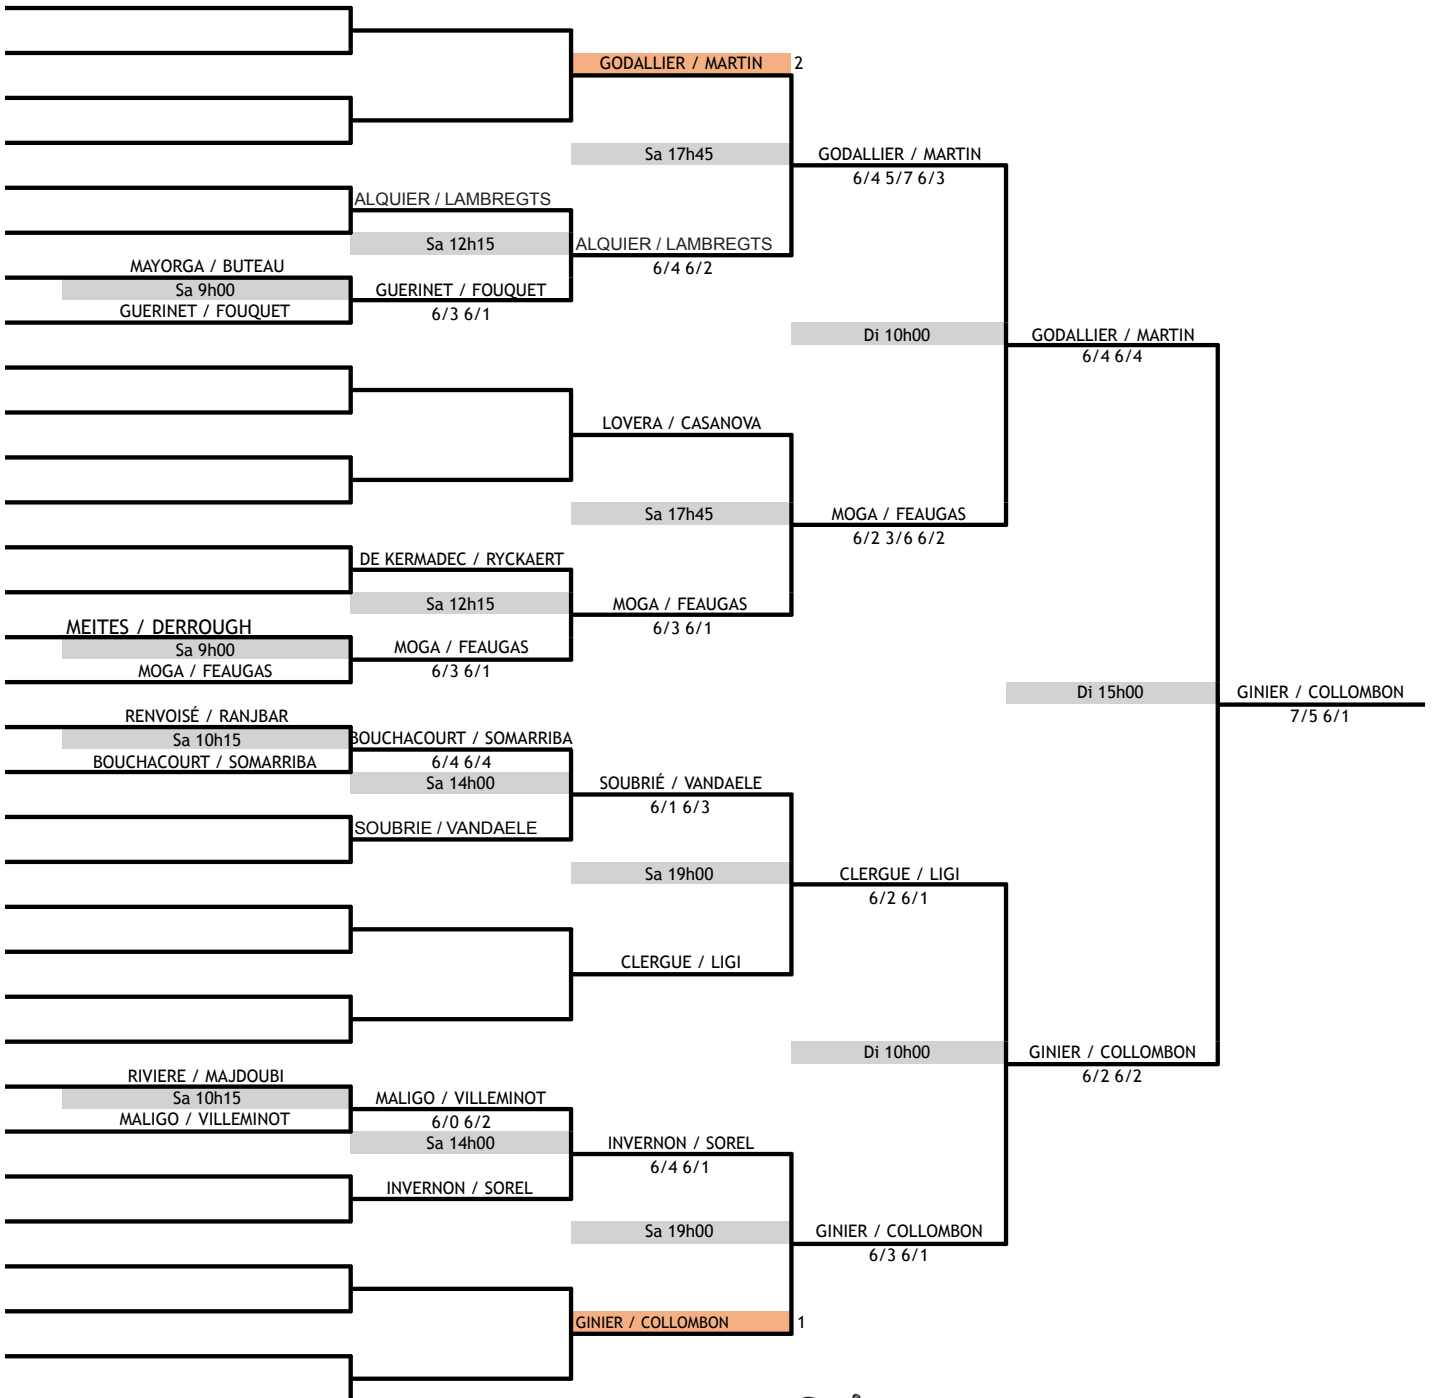 GODALLIER / MARTIN 2
Sa 17h45 GODALLIER / MARTIN
6/4 5/7 6/3
ALQUIER / LAMBREGTS
Sa 12h15 ALQUIER / LAMBREGTS
MAYORGA / BUTEAU 6/4 6/2
Sa 9h00 GUERINET / FOUQUET
GUERINET / FOUQUET 6/3 6/1
Di 10h00 GODALLIER / MARTIN
6/4 6/4
LOVERA / CASANOVA
Sa 17h45 MOGA / FEAUGAS
6/2 3/6 6/2
DE KERMADEC / RYCKAERT
Sa 12h15 MOGA / FEAUGAS
MEITES / DERROUGH 6/3 6/1
Sa 9h00 MOGA / FEAUGAS
MOGA / FEAUGAS 6/3 6/1
Di 15h00 GINIER / COLLOMBON
RENVOISÉ / RANJBAR 7/5 6/1
Sa 10h15 BOUCHACOURT / SOMARRIBA
BOUCHACOURT / SOMARRIBA 6/4 6/4
Sa 14h00 SOUBRIÉ / VANDAELE
6/1 6/3
SOUBRIE / VANDAELE
Sa 19h00 CLERGUE / LIGI
6/2 6/1
CLERGUE / LIGI
Di 10h00 GINIER / COLLOMBON
RIVIERE / MAJDOUBI 6/2 6/2
Sa 10h15 MALIGO / VILLEMINOT
MALIGO / VILLEMINOT 6/0 6/2
Sa 14h00 INVERNON / SOREL
6/4 6/1
INVERNON / SOREL
Sa 19h00 GINIER / COLLOMBON
6/3 6/1
GINIER / COLLOMBON 1